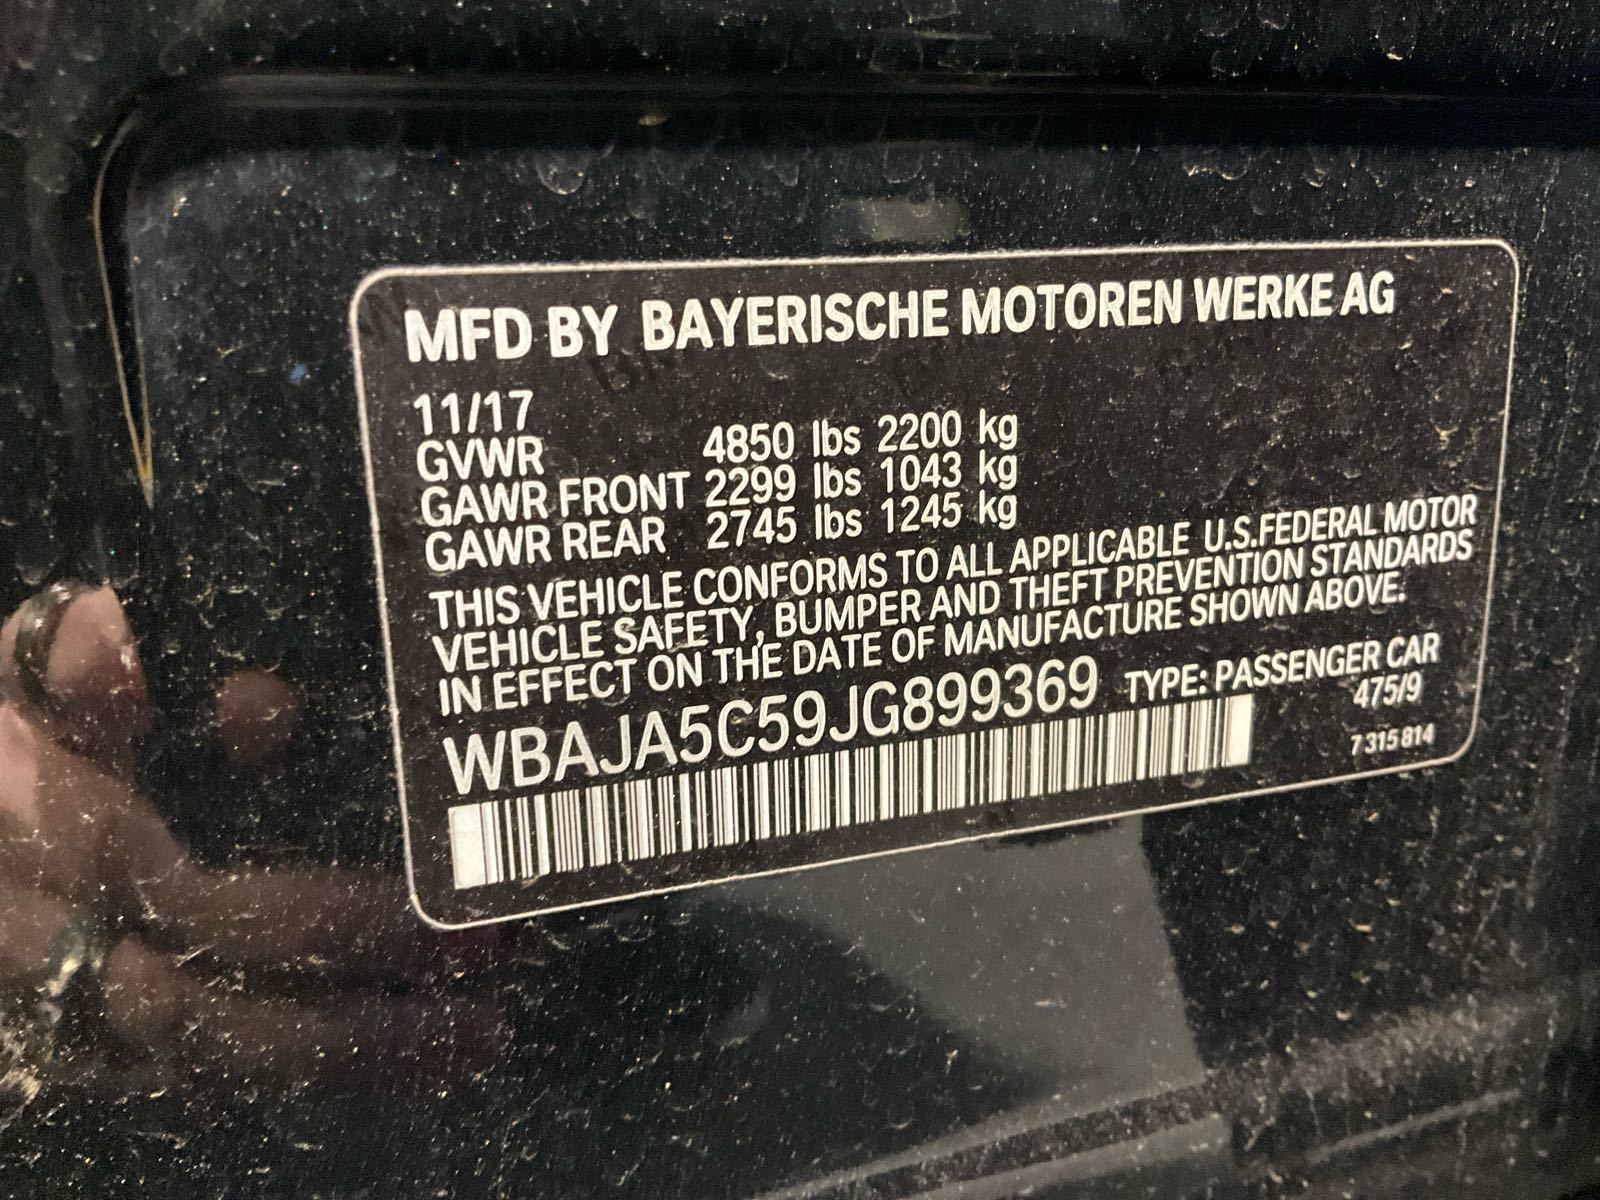 MFD BY BAYERISCHE MOTOREN WERKE AG
11/17
GVWR 4850 lbs 2200 kg
GAWR FRONT 2299 lbs 1043 kg
GAWR REAR 2745 lbs 1245 kg
THIS VEHICLE CONFORMS TO ALL APPLICABLE U.S.FEDERAL MOTOR
VEHICLE SAFETY, BUMPER AND THEFT PREVENTION STANDARDS
IN EFFECT ON THE DATE OF MANUFACTURE SHOWN ABOVE.
WBAJA5C59JG899369 TYPE: PASSENGER CAR
475/9
7 315 814